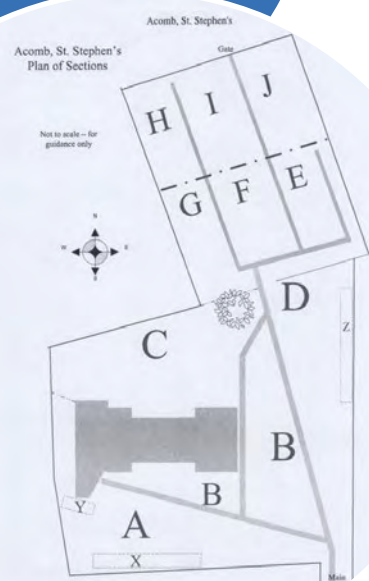 Acomb, St. Stephen's
Acomb, St. Stephen's
Plan of Sections
Gate
Not to scale – for
guidance only
H
I
J
G
F
E
N
W
E
S
D
C
Z
B
B
Y
A
X
Main